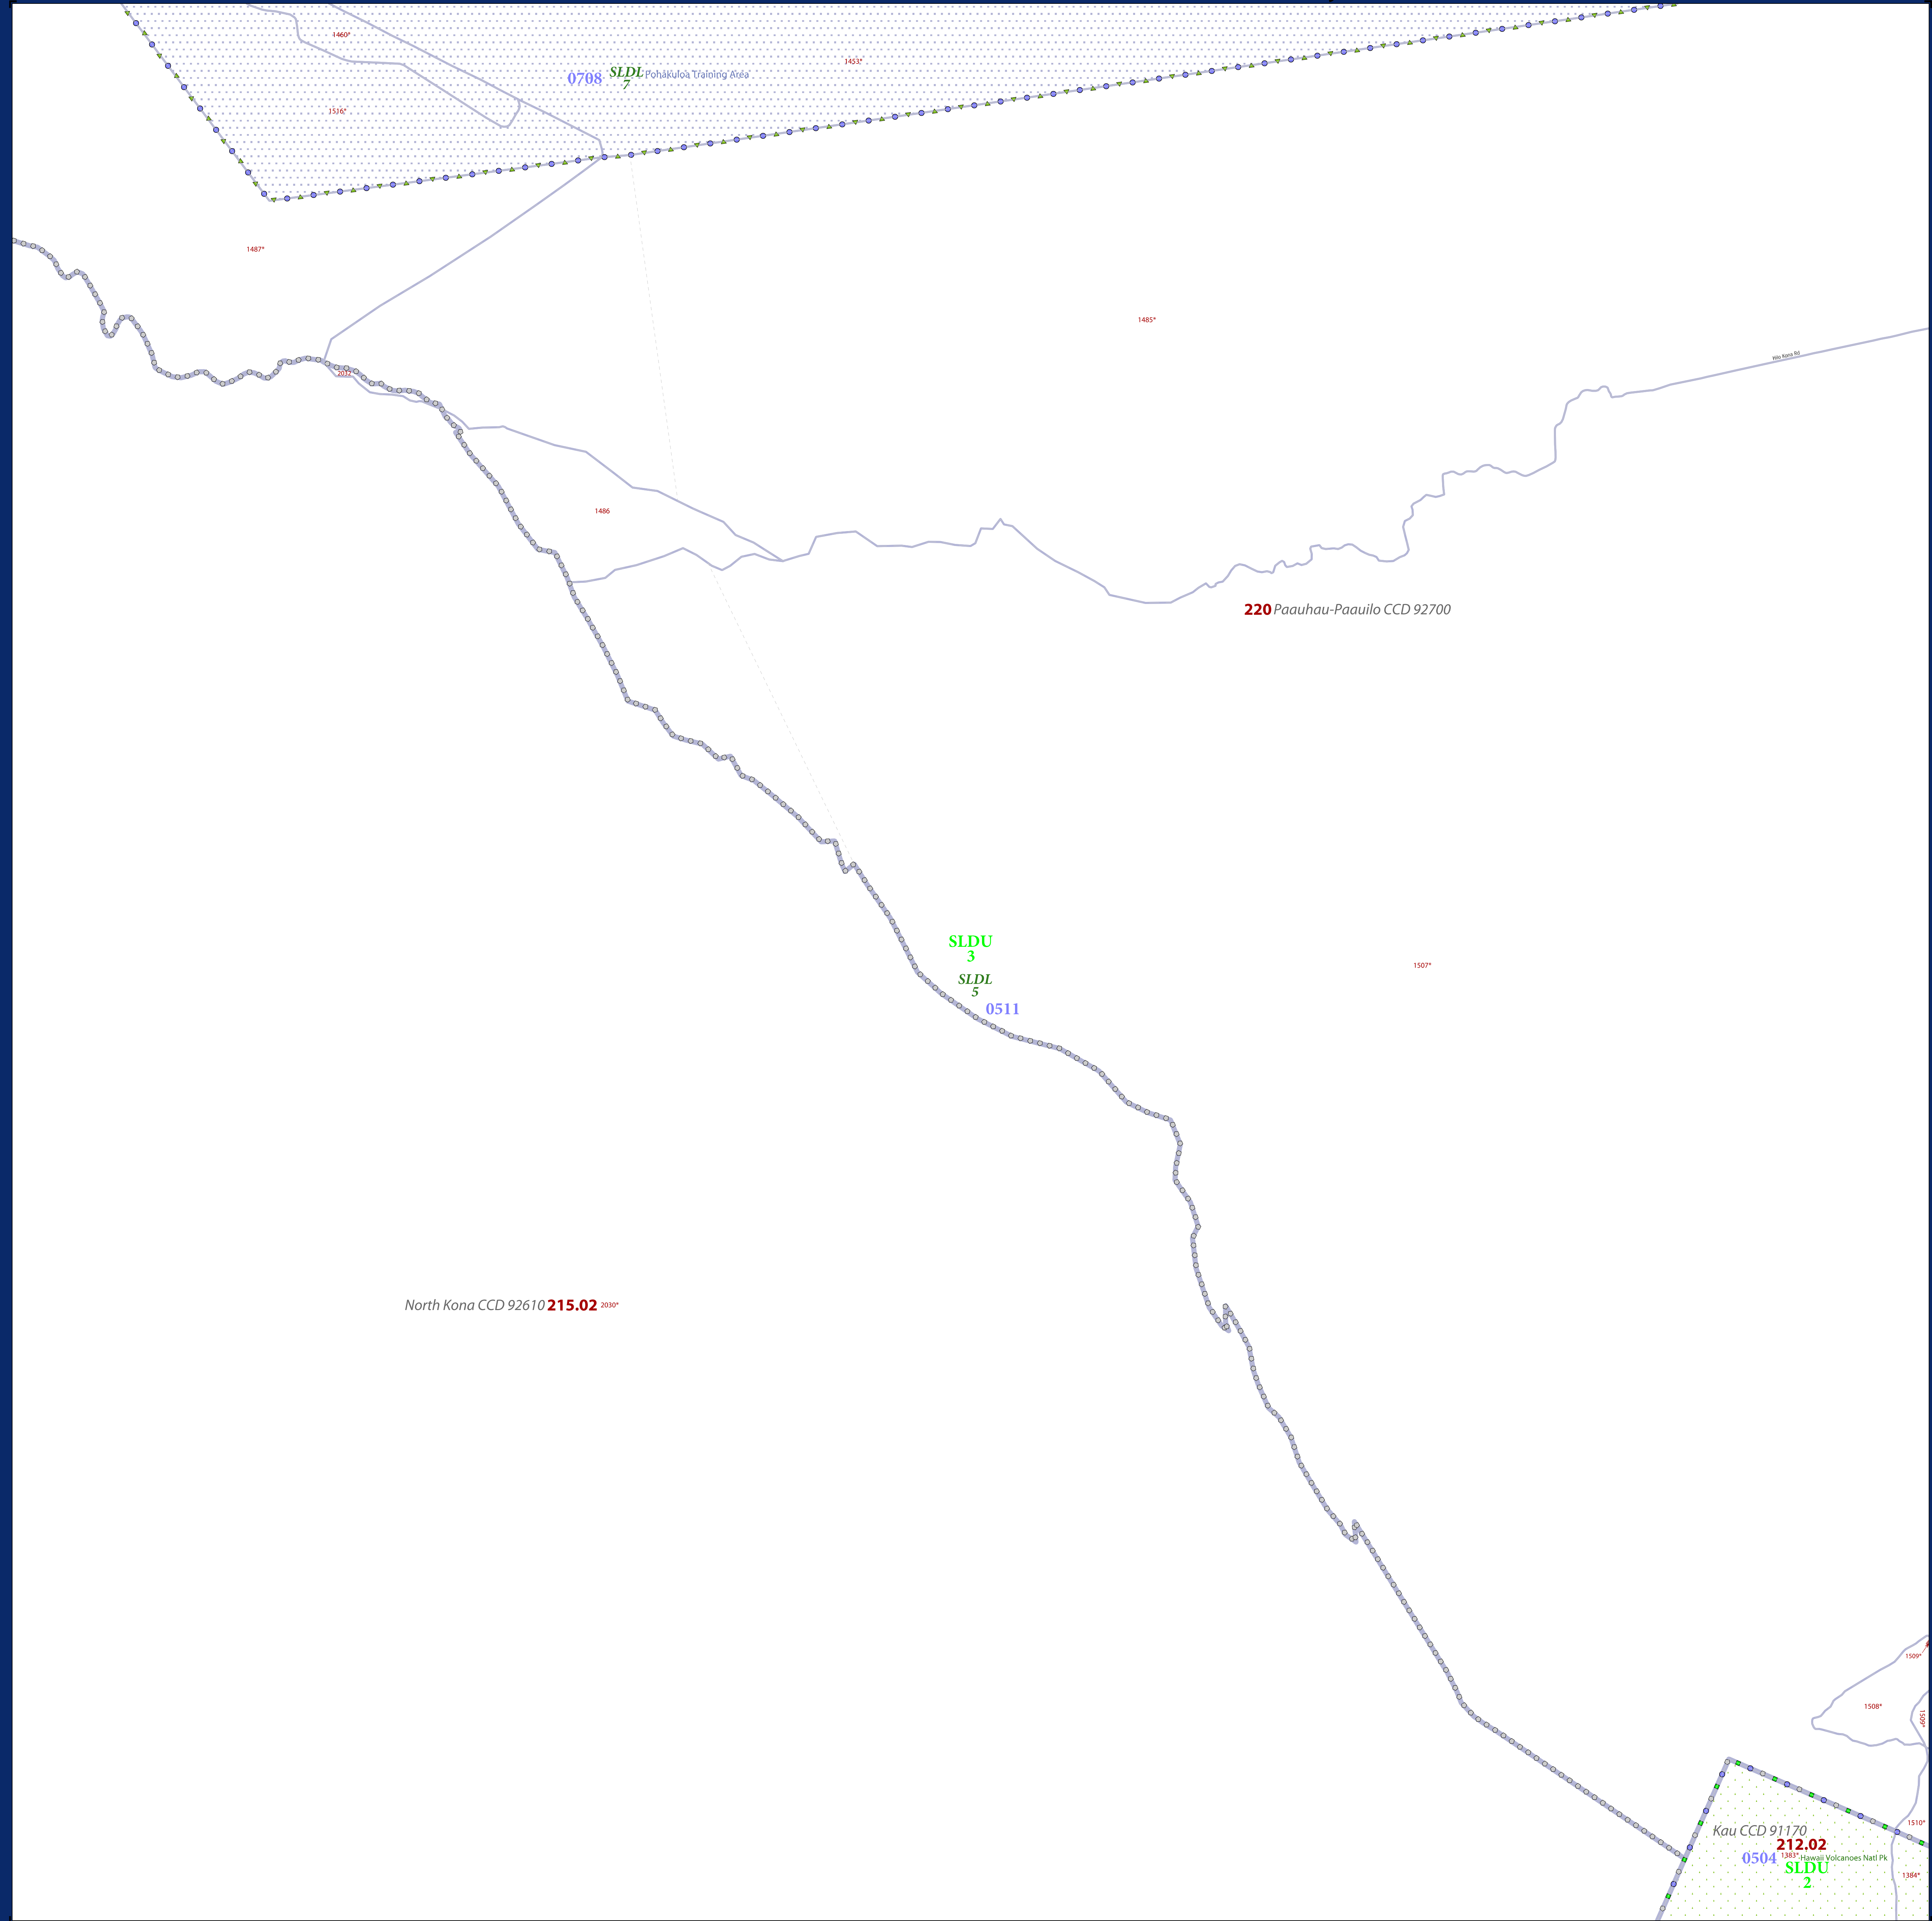 1460°
1453°
0708 SLDL Pohakuloa Training Area
7
1516°
1487°
1485°
Hilo Kona Rd
2032
1486
220 Paauhau-Paauilo CCD 92700
SLDU
3
SLDL
5
0511
1507°
North Kona CCD 92610 215.02 2030°
1509°
1508°
1509°
1510°
Kau CCD 91170
212.02
0504 1383° Hawaii Volcanoes Natl Pk
SLDU
2
1384°